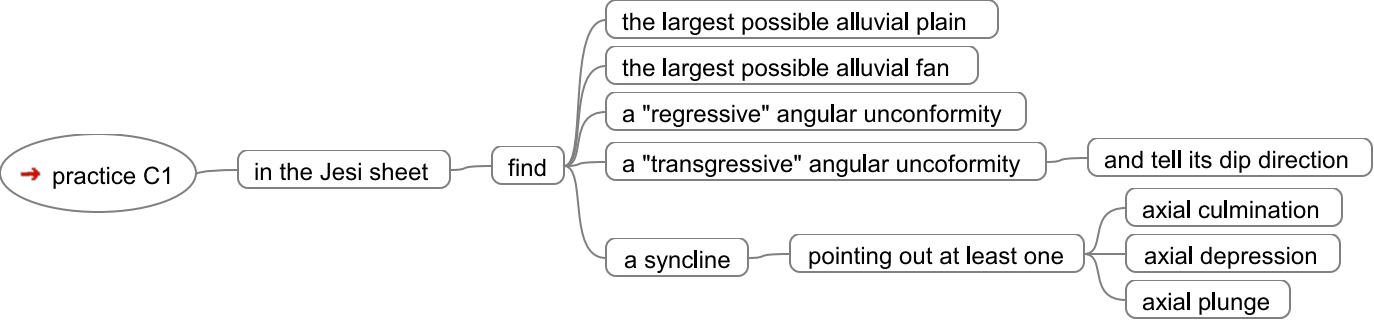 practice C1
in the Jesi sheet
find
the largest possible alluvial plain
the largest possible alluvial fan
a "regressive" angular unconformity
a "transgressive" angular uncoformity
and tell its dip direction
a syncline
pointing out at least one
axial culmination
axial depression
axial plunge